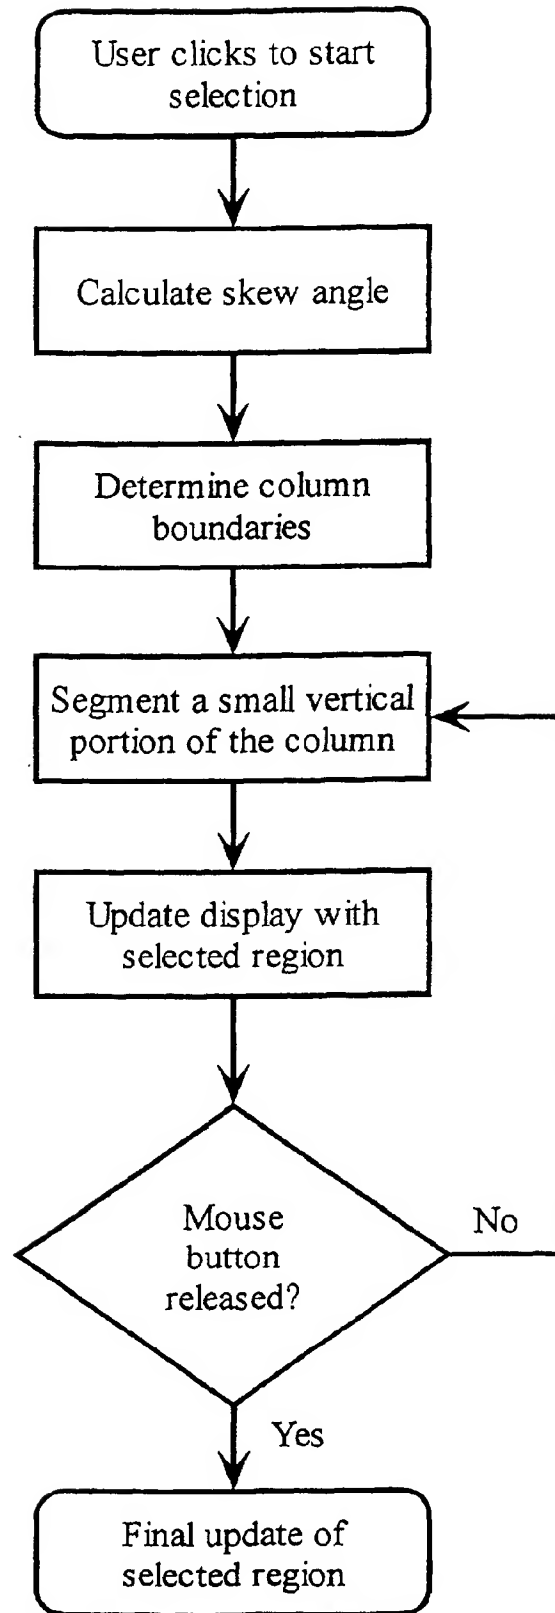 User clicks to start
selection
Calculate skew angle
Determine column
boundaries
Segment a small vertical
portion of the column
Update display with
selected region
Mouse
button
released?
No
Yes
Final update of
selected region